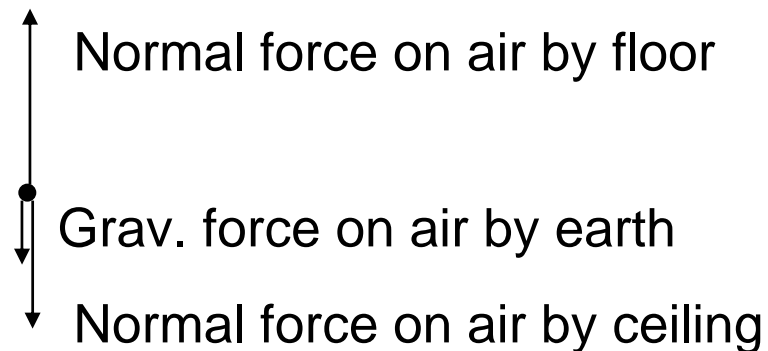 Normal force on air by floor
Grav. force on air by earth
Normal force on air by ceiling